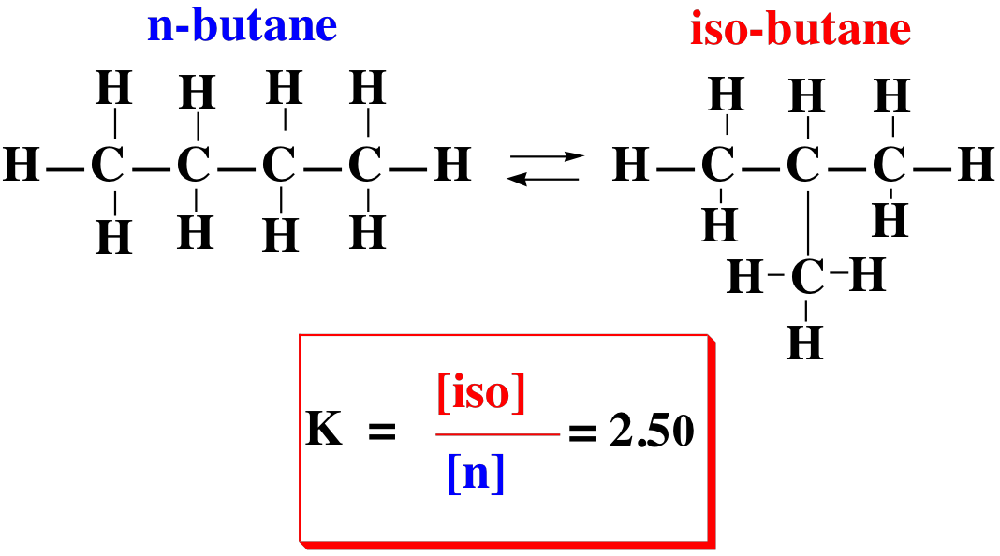 n-butane iso-butane
H H H H H H H
H C C C C H H C C C H
H H H H H H
H C H
H
[iso]
K = = 2.50
[n]